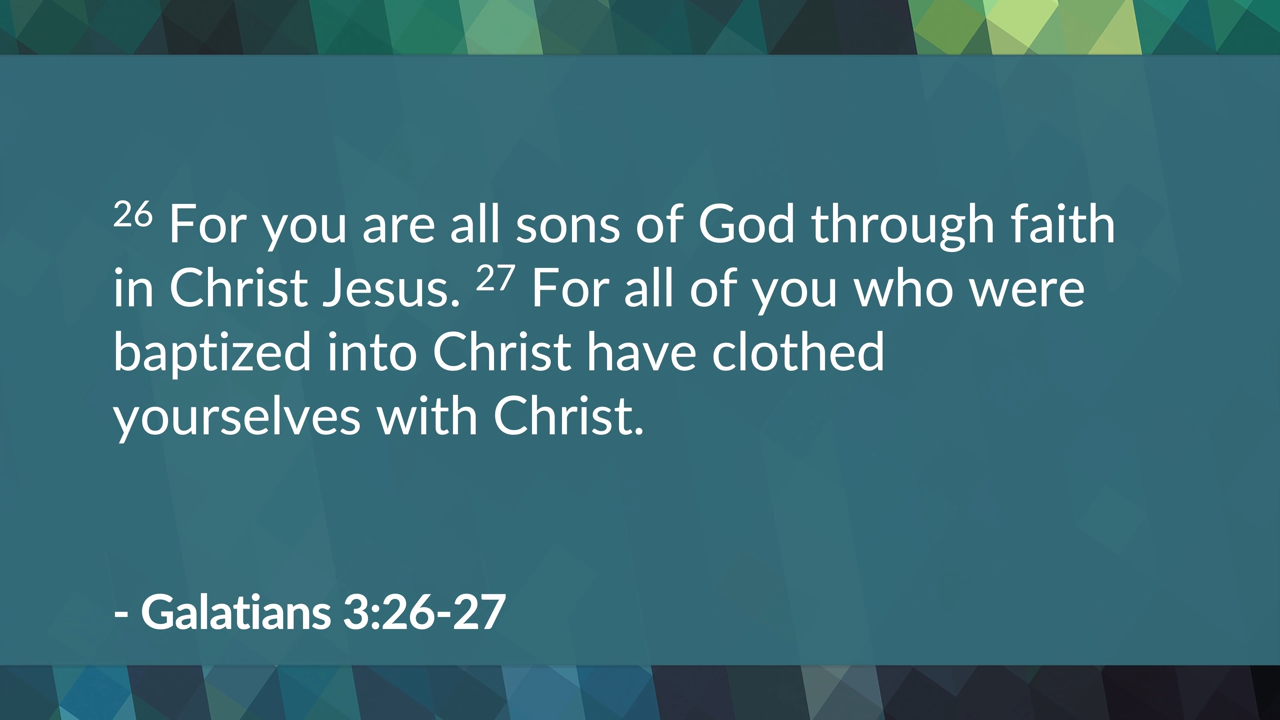 26 For you are all sons of God through faith
in Christ Jesus. 27 For all of you who were
baptized into Christ have clothed
yourselves with Christ.
- Galatians 3:26-27